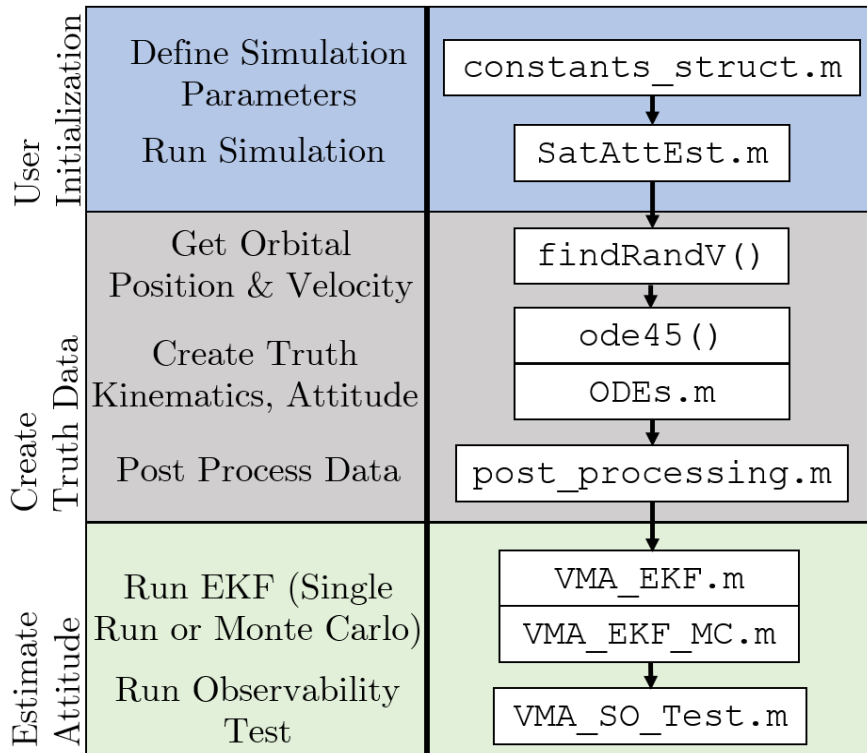 User
Initialization
Define Simulation
Parameters
constants_struct.m
Run Simulation
SatAttEst.m
Create
Truth Data
Get Orbital
Position & Velocity
findRandV()
Create Truth
Kinematics, Attitude
ode45()
ODEs.m
Post Process Data
post_processing.m
Estimate
Attitude
Run EKF (Single
Run or Monte Carlo)
VMA_EKF.m
VMA_EKF_MC.m
Run Observability
Test
VMA_SO_Test.m